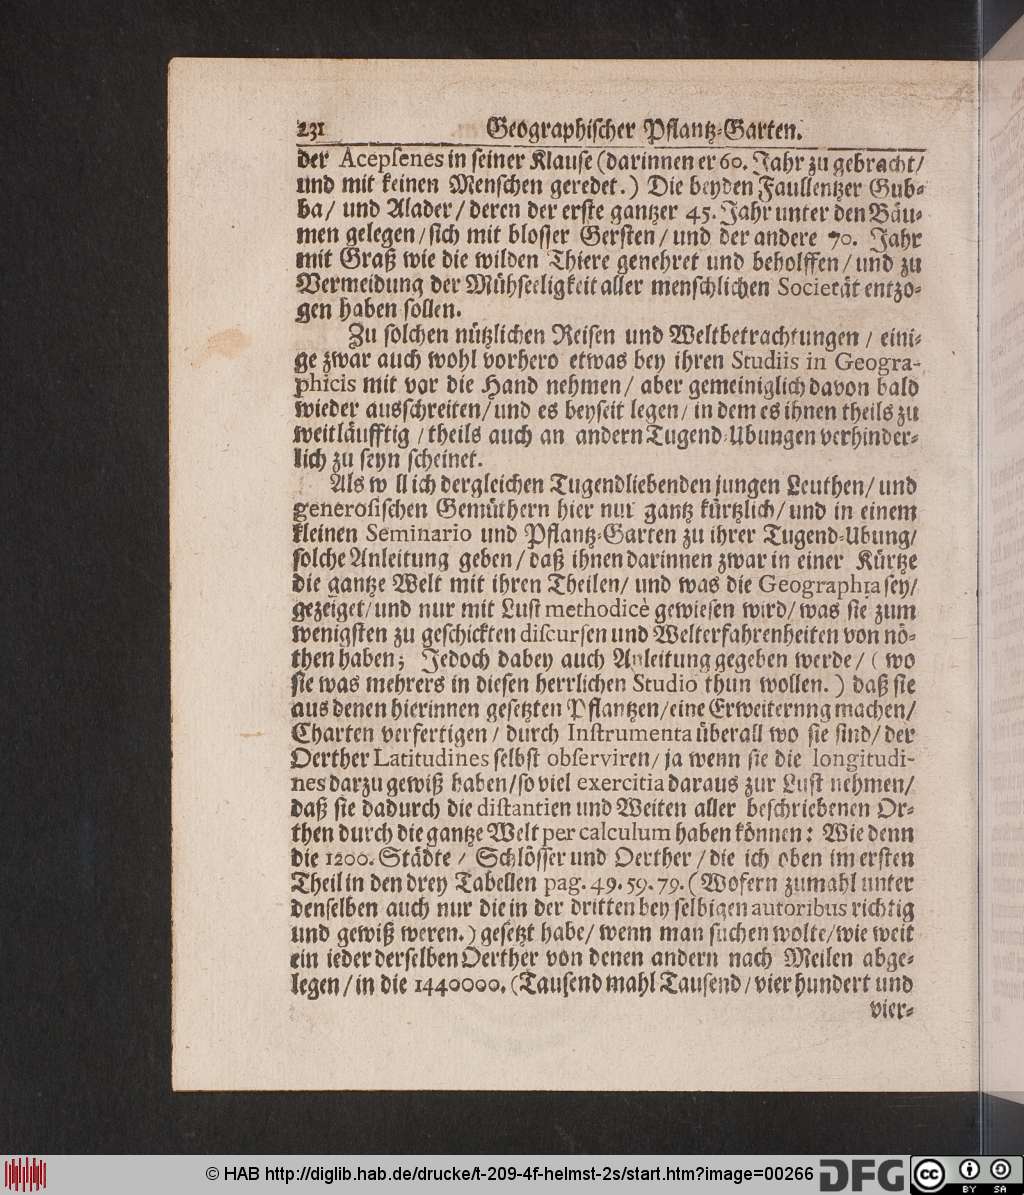 231 Geographischer Pflantz-Garten.
der Acepsenes in seiner Klause (darinnen er 60. Jahr zu gebracht/
und mit keinen Menschen geredet.) Die beyden Faullentzer Gub-
ba/ und Alader/ deren der erste gantzer 45. Jahr unter den Bäu-
men gelegen/ sich mit blosser Gersten/ und der andere 70. Jahr
mit Graß wie die wilden Thiere genehret und beholffen/ und zu
Vermeidung der Mühseeligkeit aller menschlichen Societät entzo-
gen haben sollen.
Zu solchen nützlichen Reisen und Weltbetrachtungen / eini-
ge zwar auch wohl vorhero etwas bey ihren Studiis in Geogra-
phicis mit vor die Hand nehmen/ aber gemeiniglich davon bald
wieder ausschreiten/ und es beyseit legen/ in dem es ihnen theils zu
weitläufftig / theils auch an andern Tugend-Ubungen verhinder-
lich zu seyn scheinet.
Als w ll ich dergleichen Tugendliebenden jungen Leuthen/ und
generosischen Gemüthern hier nur gantz kürtzlich/ und in einem
kleinen Seminario und Pflantz-Garten zu ihrer Tugend-Ubung/
solche Anleitung geben/ daß ihnen darinnen zwar in einer Kürtze
die gantze Welt mit ihren Theilen/ und was die Geographia sey/
gezeiget/ und nur mit Lust methodicè gewiesen wird/ was sie zum
wenigsten zu geschickten discursen und Welterfahrenheiten von nö-
then haben; Jedoch dabey auch Anleitung gegeben werde/ (wo
sie was mehrers in diesen herrlichen Studio thun wollen.) daß sie
aus denen hierinnen gesetzten Pflantzen/ eine Erweiternng machen/
Charten verfertigen / durch Instrumenta überall wo sie sind/ der
Oerther Latitudines selbst observiren/ ja wenn sie die longitudi-
nes darzu gewiß haben/ so viel exercitia daraus zur Lust nehmen/
daß sie dadurch die distantien und Weiten aller beschriebenen Or-
then durch die gantze Welt per calculum haben können: Wie denn
die 1200. Städte / Schlösser und Oerther / die ich oben im ersten
Theil in den drey Tabellen pag. 49. 59. 79. (Wofern zumahl unter
denselben auch nur die in der dritten bey selbigen autoribus richtig
und gewiß weren.) gesetzt habe/ wenn man suchen wolte/ wie weit
ein ieder derselben Oerther von denen andern nach Meilen abge-
legen / in die 1440000. (Tausend mahl Tausend / vier hundert und
vier-
© HAB http://diglib.hab.de/drucke/t-209-4f-helmst-2s/start.htm?image=00266 DFG cc BY SA